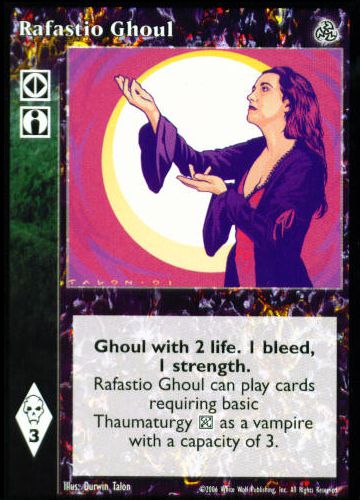 Rafastio Ghoul
TALON·01
Ghoul with 2 life. 1 bleed,
1 strength.
Rafastio Ghoul can play cards
requiring basic
Thaumaturgy as a vampire
with a capacity of 3.
3
Illus: Durwin Talon
©2006 White Wolf Publishing, Inc. All Rights Reserved.